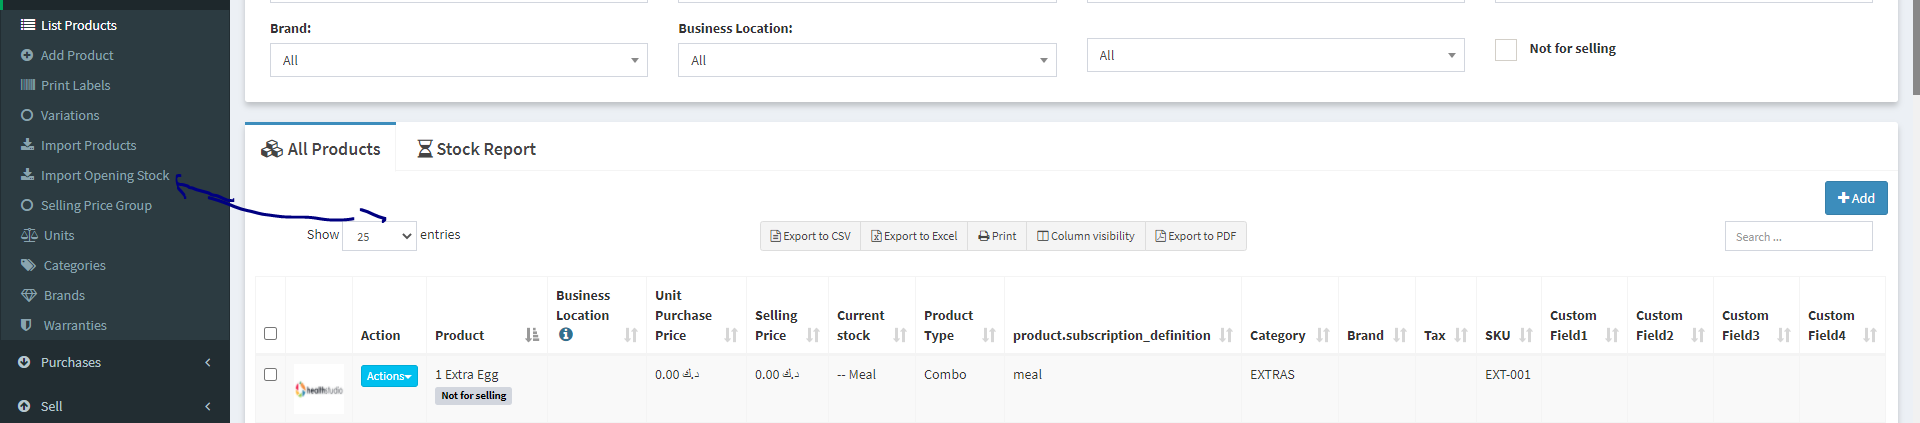 List Products
Add Product
Print Labels
Variations
Import Products
Import Opening Stock
Selling Price Group
Units
Categories
Brands
Warranties
Purchases
Sell
Brand:
Business Location:
All
All
All
Not for selling
All Products
Stock Report
Add
Show 25 entries
Export to CSV
Export to Excel
Print
Column visibility
Export to PDF
Search ...
Action
Product
Business Location
Unit Purchase Price
Selling Price
Current stock
Product Type
product.subscription_definition
Category
Brand
Tax
SKU
Custom Field1
Custom Field2
Custom Field3
Custom Field4
healthstudio
Actions
1 Extra Egg
Not for selling
0.00 د.ك
0.00 د.ك
-- Meal
Combo
meal
EXTRAS
EXT-001